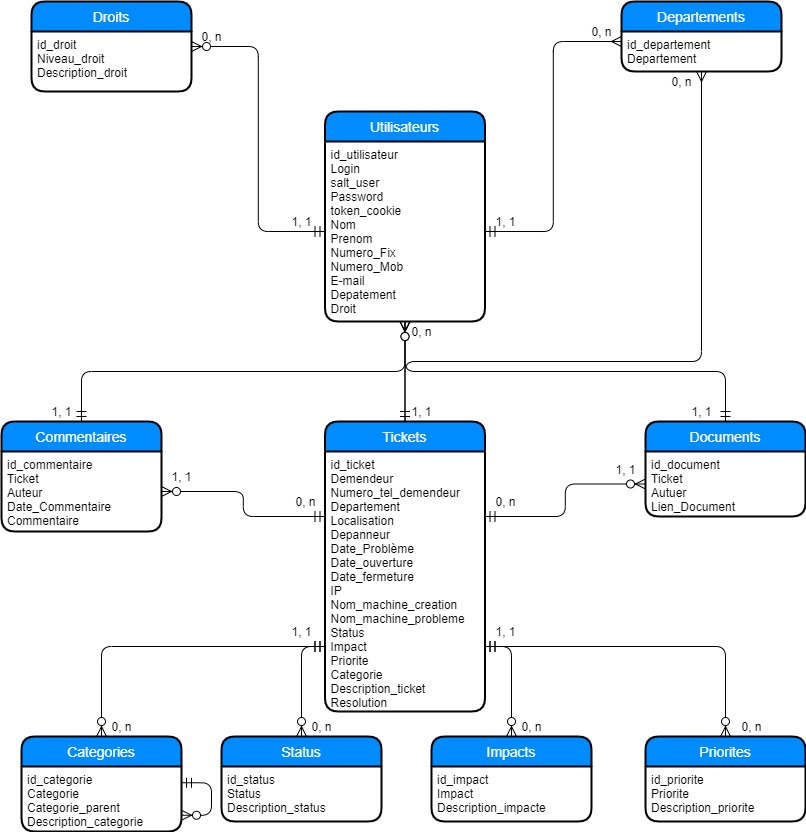 Droits
id_droit
Niveau_droit
Description_droit
0, n
Departements
id_departement
Departement
0, n
0, n
Utilisateurs
id_utilisateur
Login
salt_user
Password
token_cookie
Nom
Prenom
Numero_Fix
Numero_Mob
E-mail
Depatement
Droit
1, 1
1, 1
0, n
1, 1
1, 1
1, 1
Commentaires
id_commentaire
Ticket
Auteur
Date_Commentaire
Commentaire
1, 1
0, n
Tickets
id_ticket
Demendeur
Numero_tel_demendeur
Departement
Localisation
Depanneur
Date_Problème
Date_ouverture
Date_fermeture
IP
Nom_machine_creation
Nom_machine_probleme
Status
Impact
Priorite
Categorie
Description_ticket
Resolution
0, n
1, 1
Documents
id_document
Ticket
Autuer
Lien_Document
1, 1
1, 1
0, n
0, n
0, n
0, n
Categories
id_categorie
Categorie
Categorie_parent
Description_categorie
Status
id_status
Status
Description_status
Impacts
id_impact
Impact
Description_impacte
Priorites
id_priorite
Priorite
Description_priorite